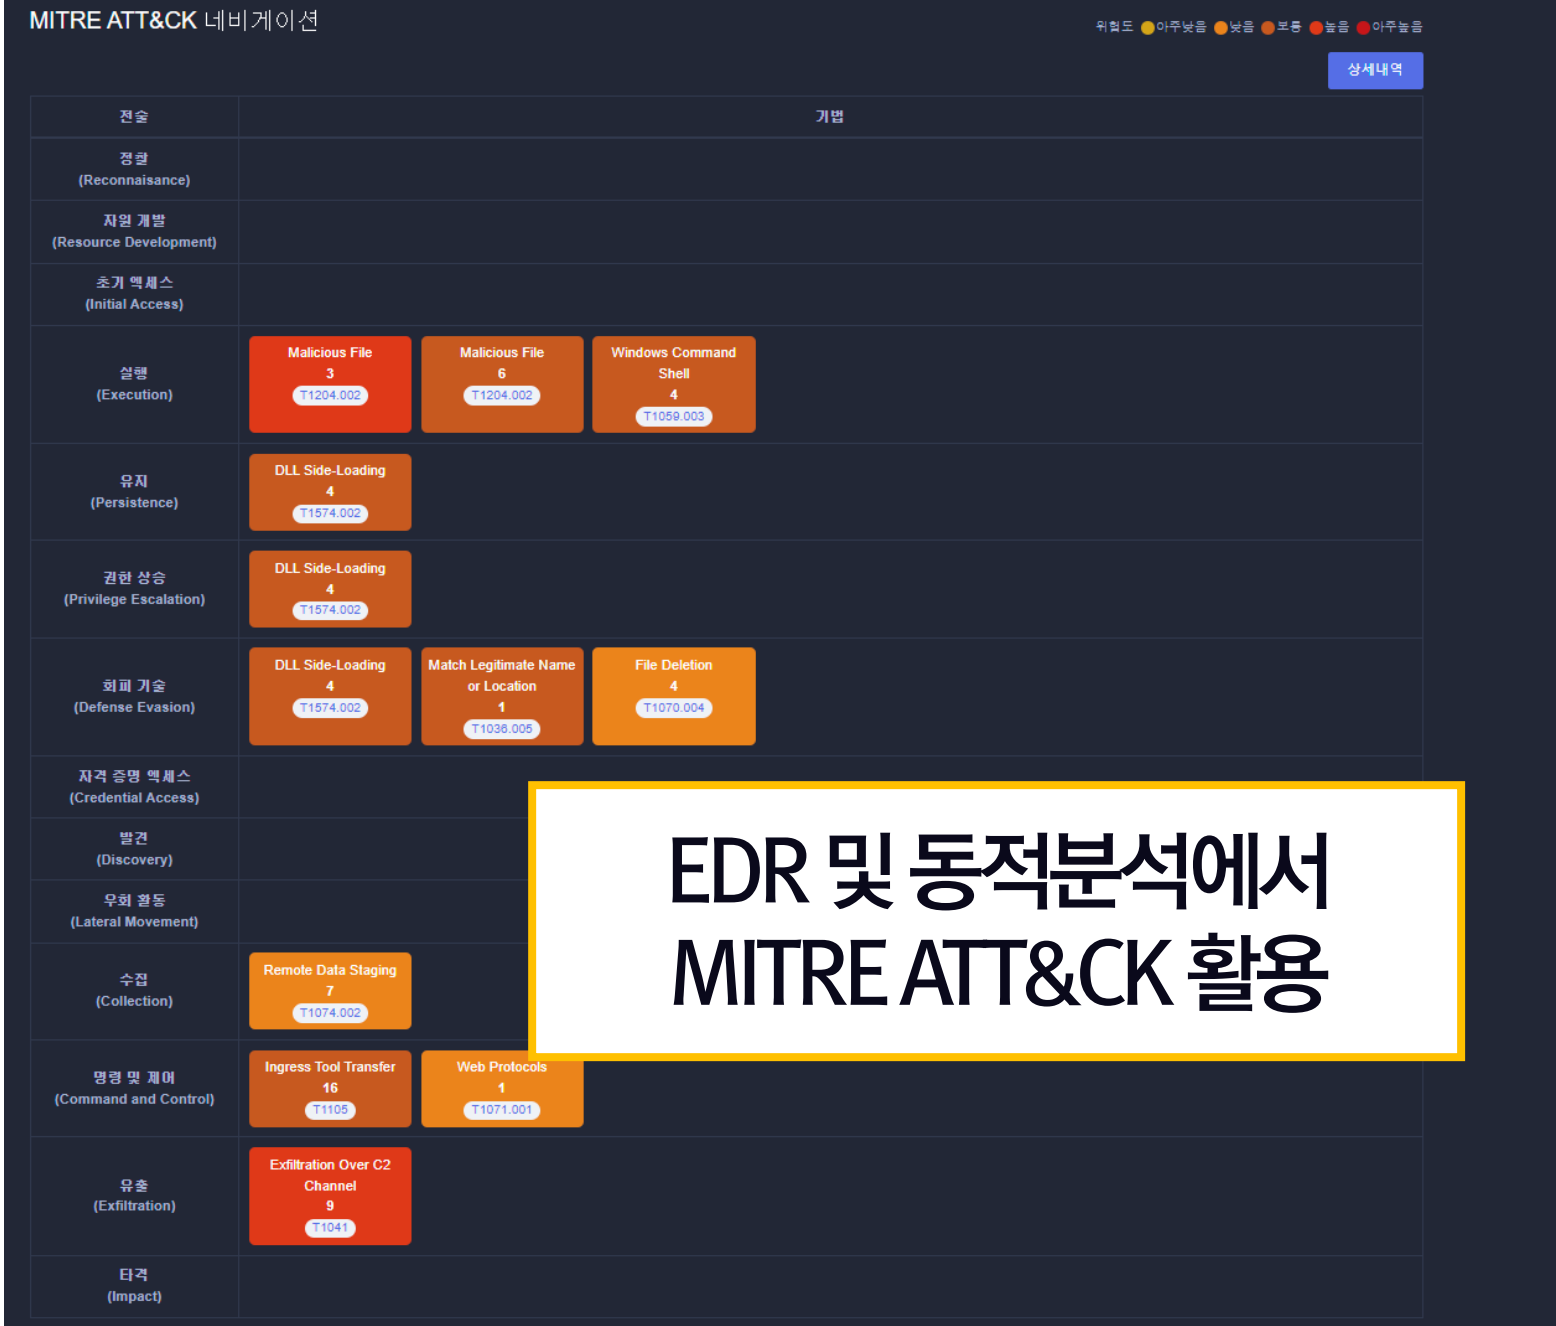 MITRE ATT&CK 네비게이션
위험도 아주낮음 낮음 보통 높음 아주높음
상세내역
전술 기법
정찰
(Reconnaisance)
자원 개발
(Resource Development)
초기 엑세스
(Initial Access)
실행
(Execution)
Malicious File
3
T1204.002
Malicious File
6
T1204.002
Windows Command
Shell
4
T1059.003
유지
(Persistence)
DLL Side-Loading
4
T1574.002
권한 상승
(Privilege Escalation)
DLL Side-Loading
4
T1574.002
회피 기술
(Defense Evasion)
DLL Side-Loading
4
T1574.002
Match Legitimate Name
or Location
1
T1036.005
File Deletion
4
T1070.004
자격 증명 엑세스
(Credential Access)
발견
(Discovery)
우회 활동
(Lateral Movement)
EDR 및 동적분석에서
MITRE ATT&CK 활용
수집
(Collection)
Remote Data Staging
7
T1074.002
명령 및 제어
(Command and Control)
Ingress Tool Transfer
16
T1105
Web Protocols
1
T1071.001
유출
(Exfiltration)
Exfiltration Over C2
Channel
9
T1041
타격
(Impact)